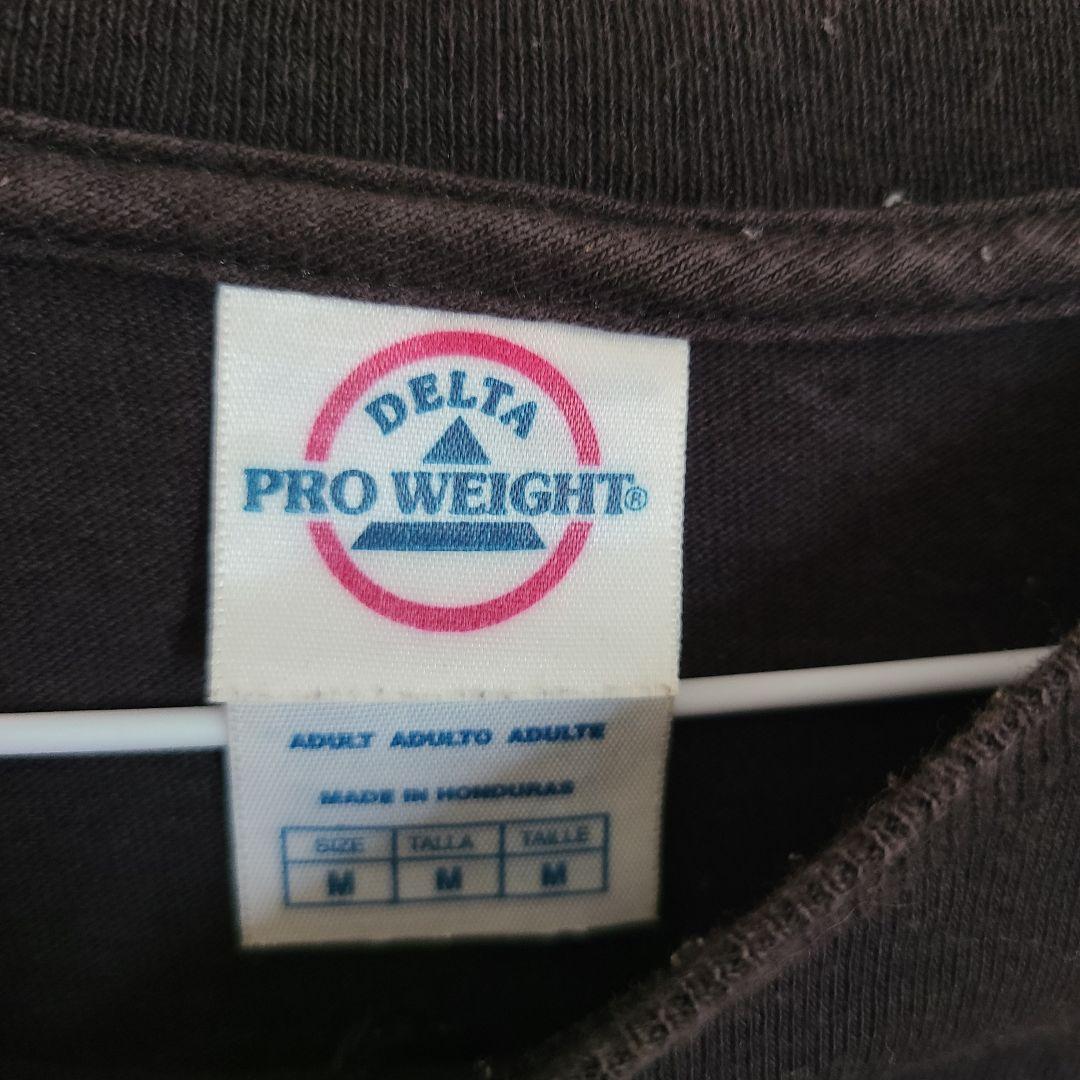 DELTA
PRO WEIGHT®
ADULT ADULTO ADULTE
MADE IN HONDURAS
SIZE TALLA TAILLE
M M M